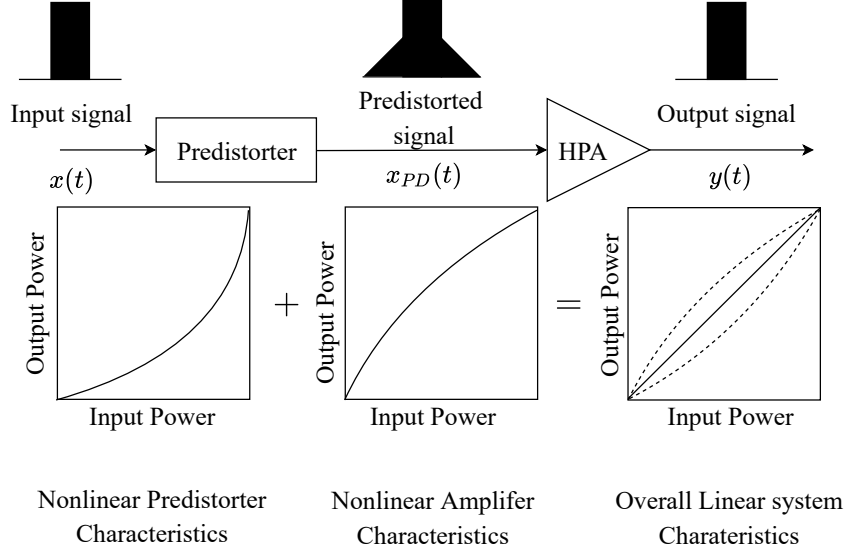 Input signal
Predistorted
signal
Output signal
Predistorter
HPA
x(t)
x_{PD}(t)
y(t)
Output Power
Input Power
+
Output Power
Input Power
=
Output Power
Input Power
Nonlinear Predistorter
Characteristics
Nonlinear Amplifer
Characteristics
Overall Linear system
Charateristics